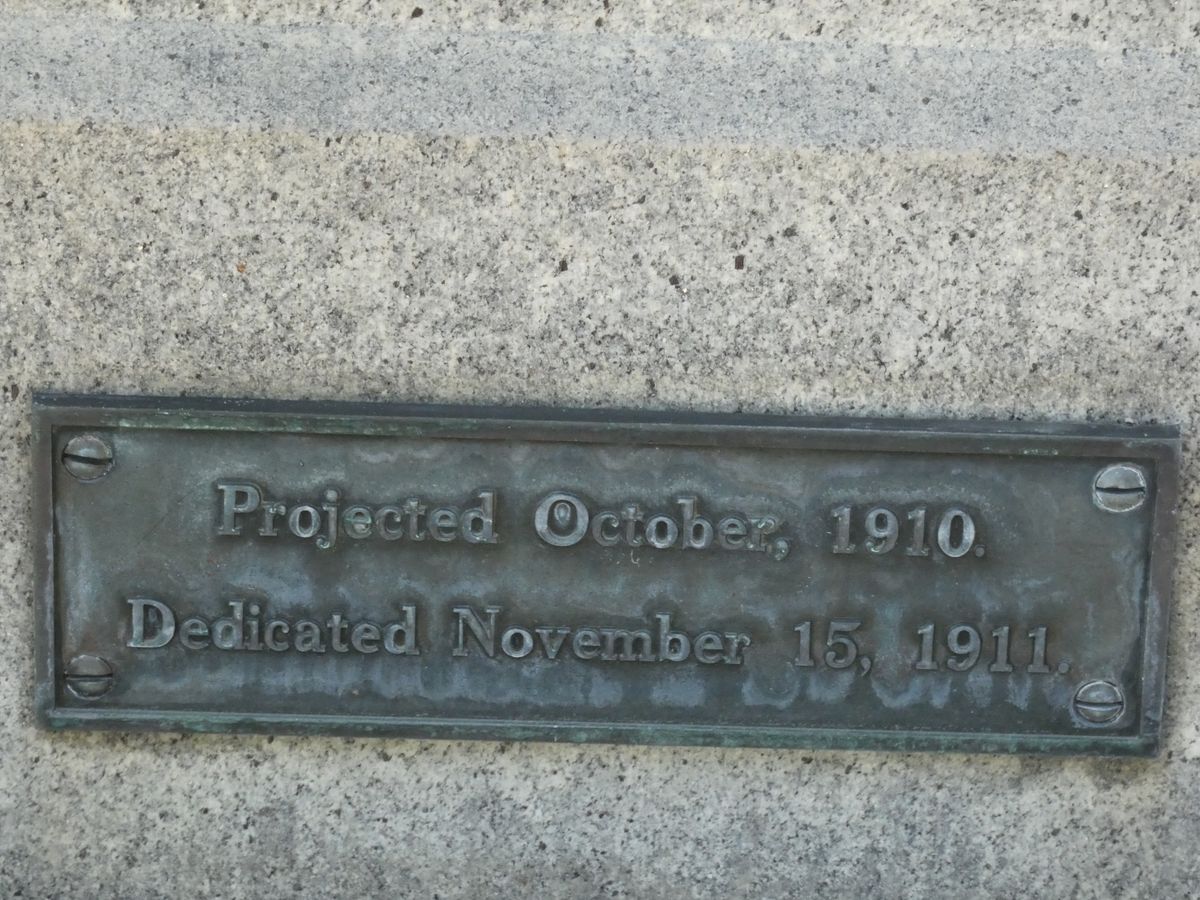 Projected October, 1910.
Dedicated November 15, 1911.